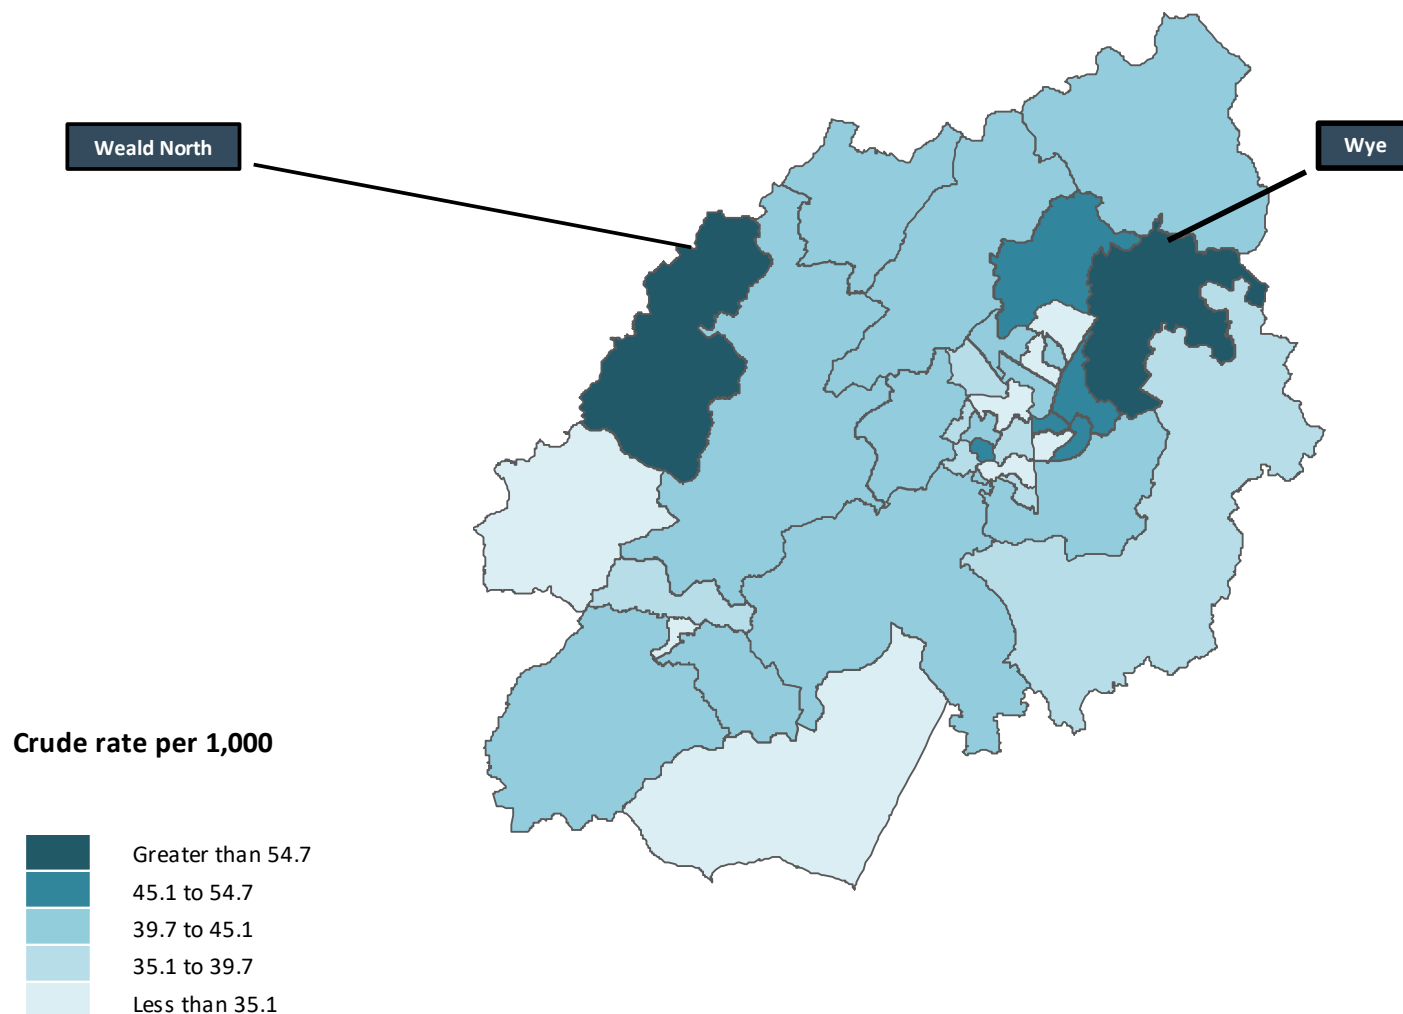 Weald North
Wye
Crude rate per 1,000
Greater than 54.7
45.1 to 54.7
39.7 to 45.1
35.1 to 39.7
Less than 35.1